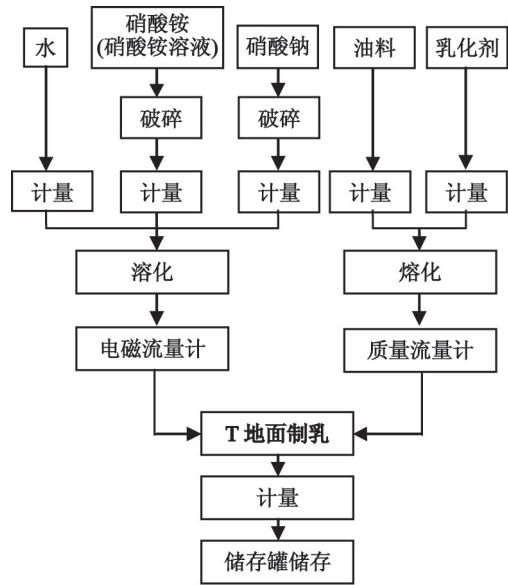 水
硝酸铵
(硝酸铵溶液)
硝酸钠
油料
乳化剂
破碎
破碎
计量
计量
计量
计量
计量
溶化
熔化
电磁流量计
质量流量计
T 地面制乳
计量
储存罐储存